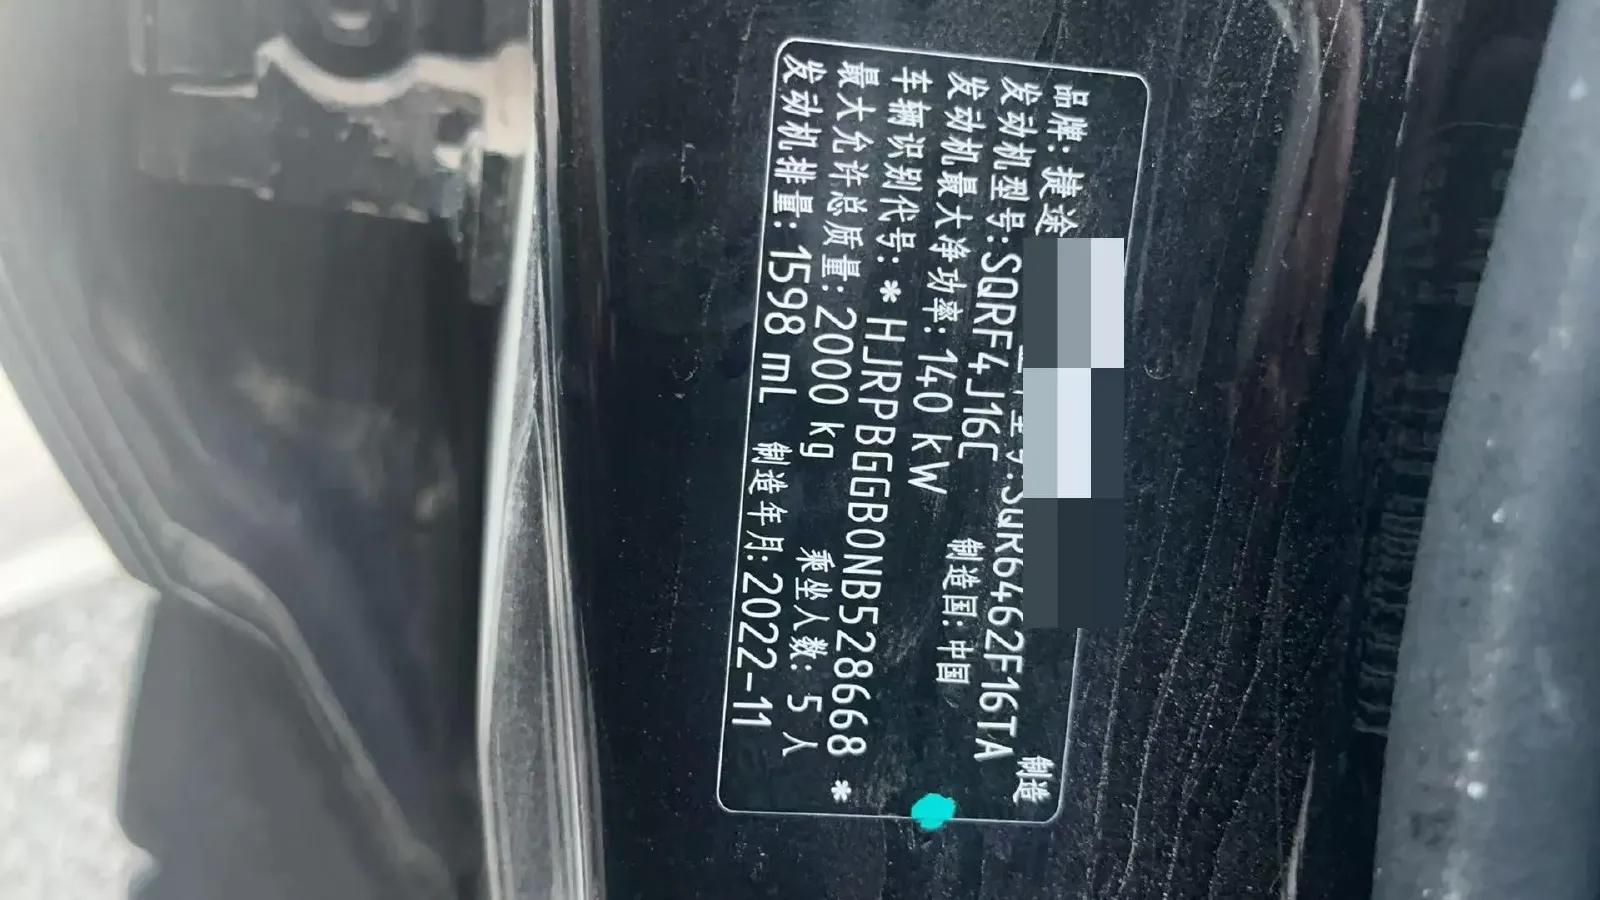 品牌:捷途 制造
发动机型号:SQRF4J16C SQR6462F16TA
发动机最大净功率:140 kW 制造国:中国
车辆识别代号:*HJRPBGGB0NB528668*
最大允许总质量:2000 kg 乘坐人数:5人
发动机排量:1598 mL 制造年月:2022-11